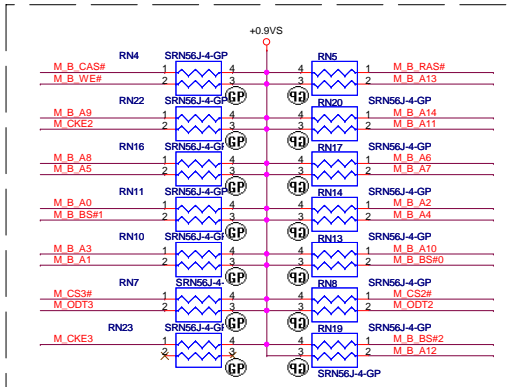 +0.9VS
RN4 SRN56J-4-GP RN5
M_B_CAS# 1 4 4 1 M_B_RAS#
M_B_WE# 2 3 3 2 M_B_A13
GP GP
RN22 SRN56J-4-GP RN20 SRN56J-4-GP
M_B_A9 1 4 4 1 M_B_A14
M_CKE2 2 3 3 2 M_B_A11
GP GP
RN16 SRN56J-4-GP RN17 SRN56J-4-GP
M_B_A8 1 4 4 1 M_B_A6
M_B_A5 2 3 3 2 M_B_A7
GP GP
RN11 SRN56J-4-GP RN14 SRN56J-4-GP
M_B_A0 1 4 4 1 M_B_A2
M_B_BS#1 2 3 3 2 M_B_A4
GP GP
RN10 SRN56J-4-GP RN13 SRN56J-4-GP
M_B_A3 1 4 4 1 M_B_A10
M_B_A1 2 3 3 2 M_B_BS#0
GP GP
RN7 SRN56J-4- RN8 SRN56J-4-GP
M_CS3# 1 4 4 1 M_CS2#
M_ODT3 2 3 3 2 M_ODT2
GP GP
RN23 SRN56J-4-GP RN19
M_CKE3 1 4 4 1 M_B_BS#2
2 3 3 2 M_B_A12
GP GP SRN56J-4-GP